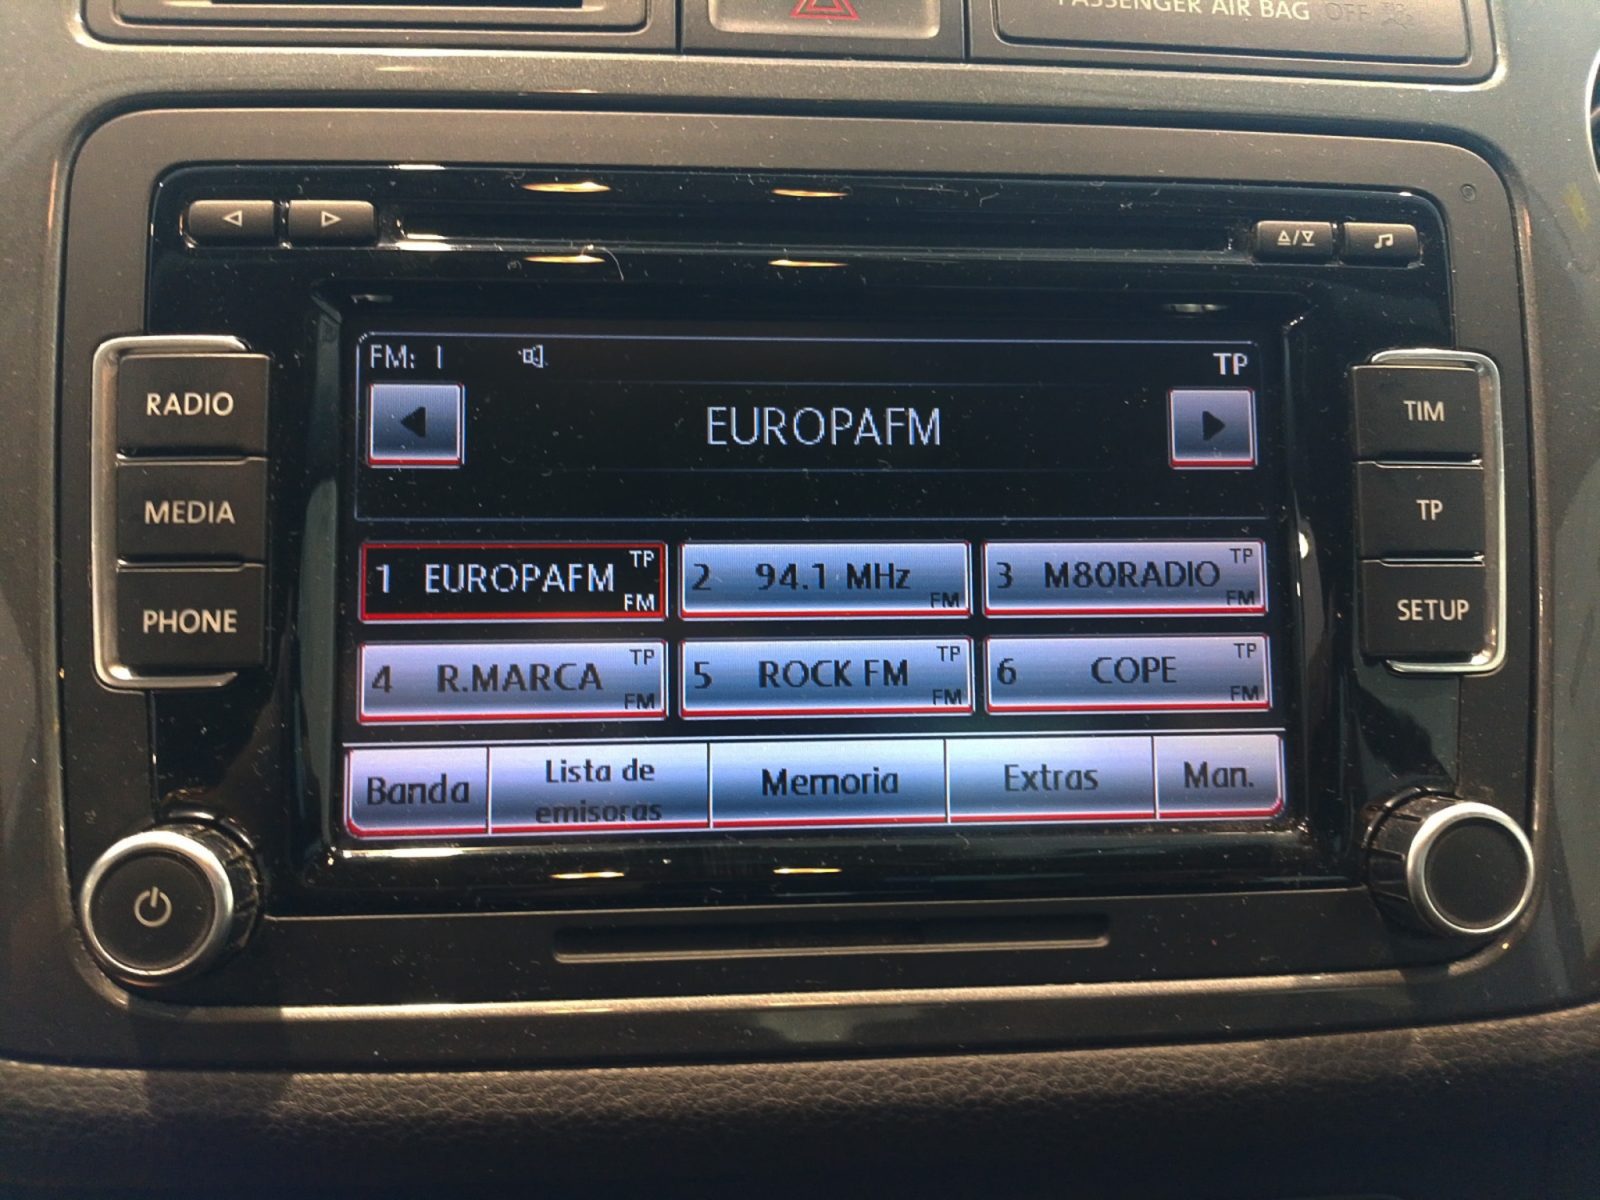 PASSENGER AIR BAG OFF
RADIO
MEDIA
PHONE
TIM
TP
SETUP
FM: 1
TP
EUROPAFM
1 EUROPAFM TP FM
2 94.1 MHz FM
3 M80RADIO TP FM
4 R.MARCA TP FM
5 ROCK FM TP FM
6 COPE TP FM
Banda
Lista de
emisoras
Memoria
Extras
Man.